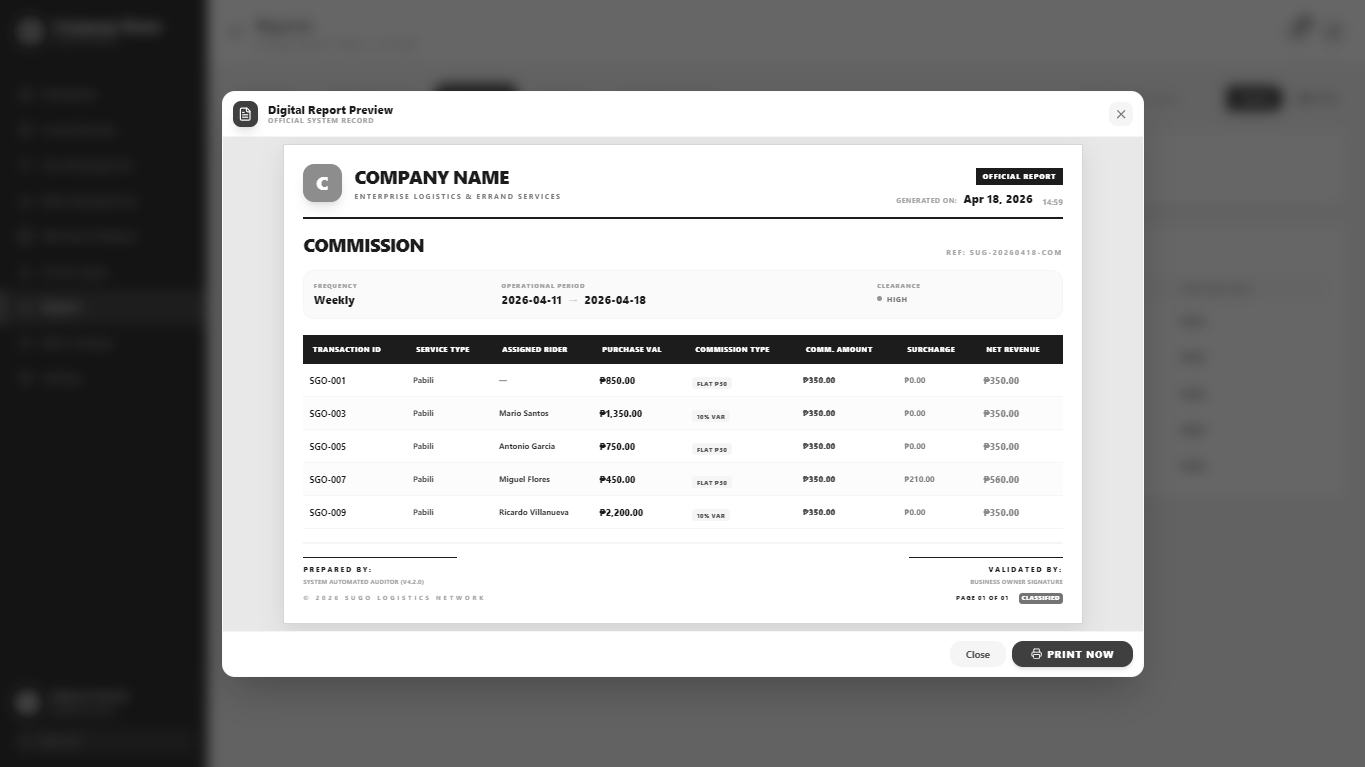 Digital Report Preview
OFFICIAL SYSTEM RECORD
C
COMPANY NAME
ENTERPRISE LOGISTICS & ERRAND SERVICES
OFFICIAL REPORT
GENERATED ON: Apr 18, 2026 14:59
COMMISSION
REF: SUG-20260418-COM
FREQUENCY OPERATIONAL PERIOD CLEARANCE
Weekly 2026-04-11 → 2026-04-18 HIGH
TRANSACTION ID SERVICE TYPE ASSIGNED RIDER PURCHASE VAL COMMISSION TYPE COMM. AMOUNT SURCHARGE NET REVENUE
SGO-001 Pabili — ₱850.00 FLAT ₱50 ₱350.00 ₱0.00 ₱350.00
SGO-003 Pabili Mario Santos ₱1,350.00 10% VAR ₱350.00 ₱0.00 ₱350.00
SGO-005 Pabili Antonio Garcia ₱750.00 FLAT ₱50 ₱350.00 ₱0.00 ₱350.00
SGO-007 Pabili Miguel Flores ₱450.00 FLAT ₱50 ₱350.00 ₱210.00 ₱560.00
SGO-009 Pabili Ricardo Villanueva ₱2,200.00 10% VAR ₱350.00 ₱0.00 ₱350.00
PREPARED BY: VALIDATED BY:
SYSTEM AUTOMATED AUDITOR (V4.2.0) BUSINESS OWNER SIGNATURE
© 2026 SUGO LOGISTICS NETWORK PAGE 01 OF 01 CLASSIFIED
Close PRINT NOW